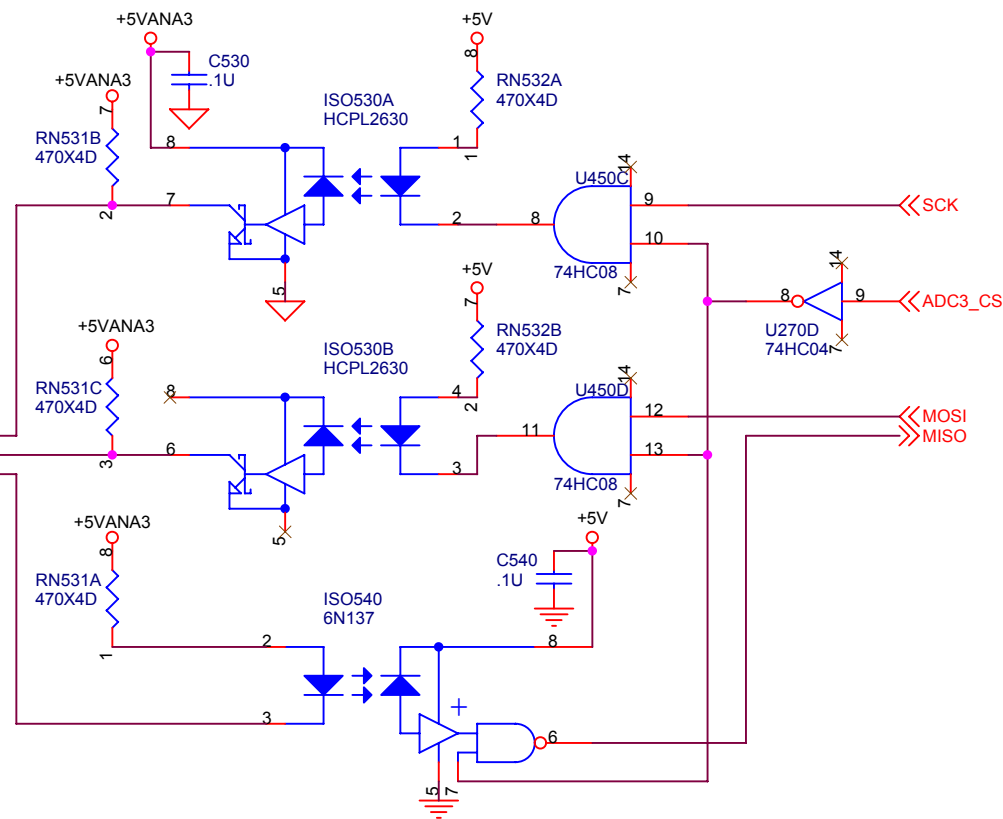 +5VANA3
+5V
C530
.1U
8
+5VANA3
RN532A
470X4D
7
ISO530A
HCPL2630
RN531B
470X4D
8
1
1
14
U450C
7
2
2
8
9
SCK
10
5
74HC08
7
14
+5V
7
8
9
ADC3_CS
U270D
74HC04
7
+5VANA3
RN532B
470X4D
6
ISO530B
HCPL2630
RN531C
470X4D
8
4
2
14
U450D
12
MOSI
11
MISO
6
3
3
13
74HC08
7
5
+5VANA3
+5V
8
C540
.1U
RN531A
470X4D
ISO540
6N137
1
2
8
3
+
6
5
7